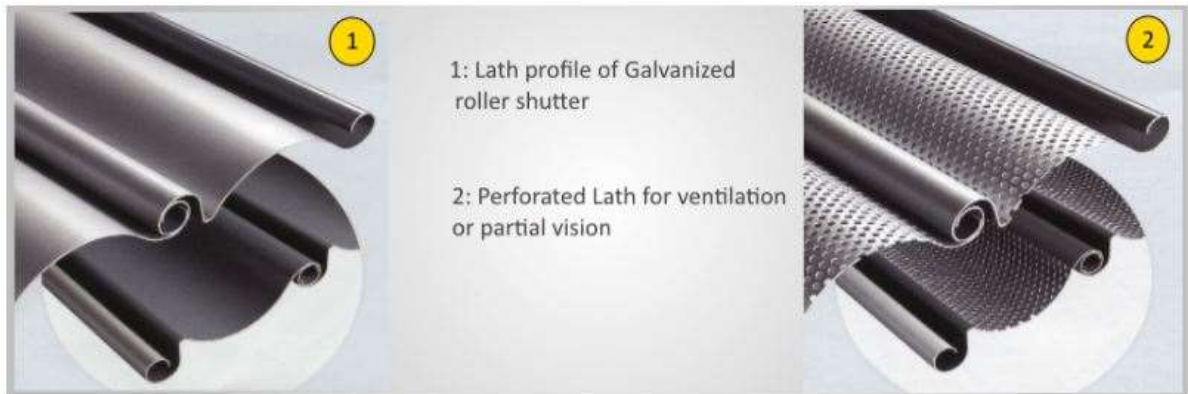 1
1: Lath profile of Galvanized
roller shutter
2: Perforated Lath for ventilation
or partial vision
2